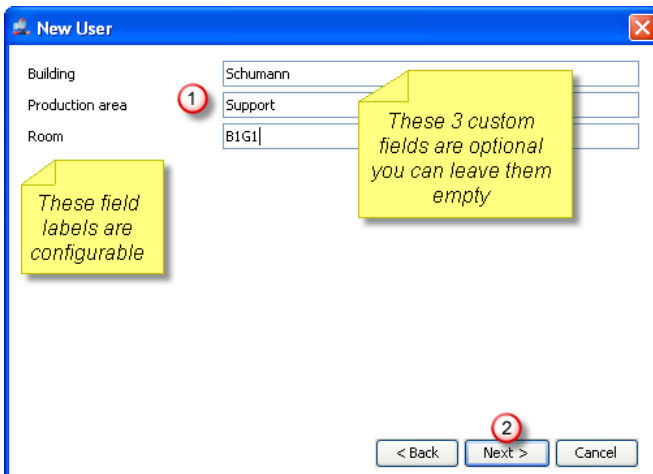 New User
Building
Schumann
Production area
1
Support
Room
B1G1
These 3 custom
fields are optional
you can leave them
empty
These field
labels are
configurable
2
< Back
Next >
Cancel